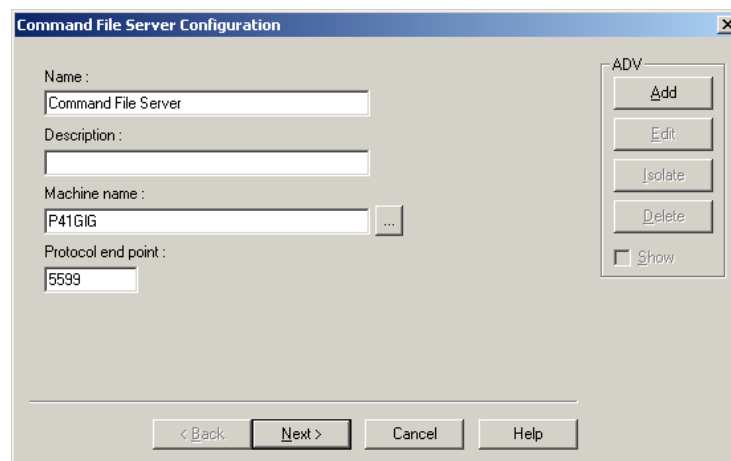 Command File Server Configuration
Name :
Command File Server
Description :
Machine name :
P41GIG
...
Protocol end point :
5599
ADV
Add
Edit
Isolate
Delete
Show
< Back
Next >
Cancel
Help